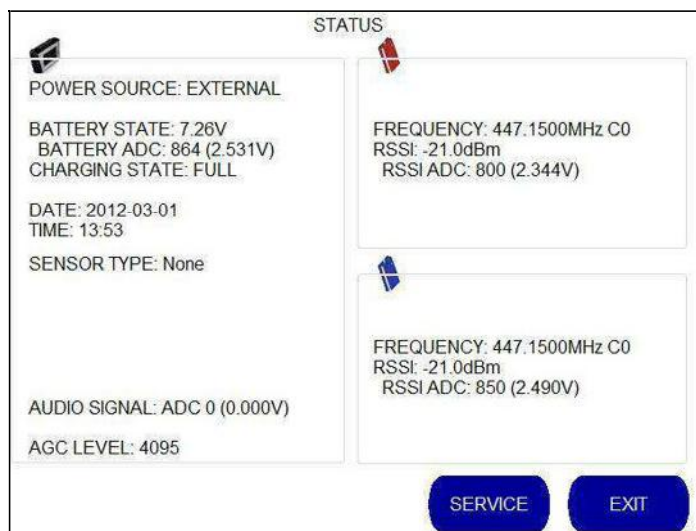 STATUS
POWER SOURCE: EXTERNAL
BATTERY STATE: 7.26V
BATTERY ADC: 864 (2.531V)
CHARGING STATE: FULL
DATE: 2012-03-01
TIME: 13:53
SENSOR TYPE: None
AUDIO SIGNAL: ADC 0 (0.000V)
AGC LEVEL: 4095
FREQUENCY: 447.1500MHz C0
RSSI: -21.0dBm
RSSI ADC: 800 (2.344V)
FREQUENCY: 447.1500MHz C0
RSSI: -21.0dBm
RSSI ADC: 850 (2.490V)
SERVICE
EXIT